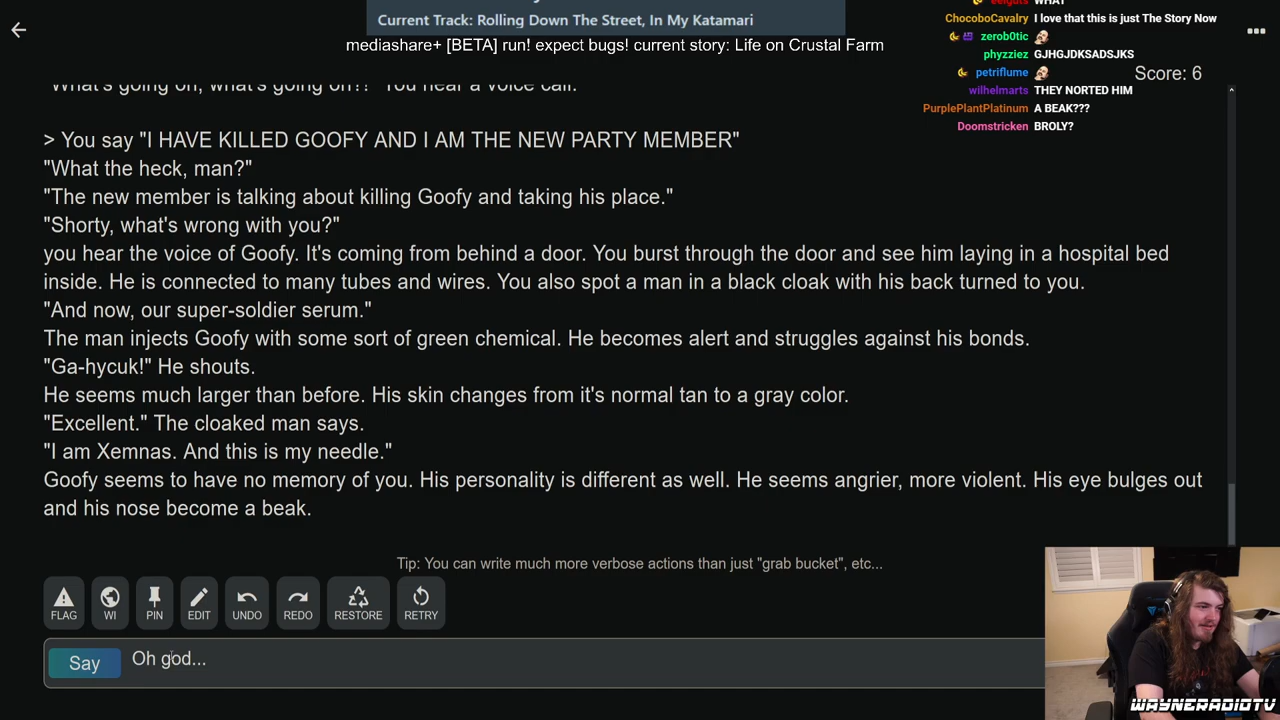 Current Track: Rolling Down The Street, In My Katamari
mediashare+ [BETA] run! expect bugs! current story: Life on Crustal Farm
eelguts WHAT
ChocoboCavalry I love that this is just The Story Now
zerob0tic
phyzziez GJHGJDKSADSJKS
petriflume
wilhelmarts THEY NORTED HIM
PurplePlantPlatinum A BEAK???
Doomstricken BROLY?
Score: 6
"What's going on, what's going on?!" You hear a voice call.
> You say "I HAVE KILLED GOOFY AND I AM THE NEW PARTY MEMBER"
"What the heck, man?"
"The new member is talking about killing Goofy and taking his place."
"Shorty, what's wrong with you?"
you hear the voice of Goofy. It's coming from behind a door. You burst through the door and see him laying in a hospital bed
inside. He is connected to many tubes and wires. You also spot a man in a black cloak with his back turned to you.
"And now, our super-soldier serum."
The man injects Goofy with some sort of green chemical. He becomes alert and struggles against his bonds.
"Ga-hycuk!" He shouts.
He seems much larger than before. His skin changes from it's normal tan to a gray color.
"Excellent." The cloaked man says.
"I am Xemnas. And this is my needle."
Goofy seems to have no memory of you. His personality is different as well. He seems angrier, more violent. His eye bulges out
and his nose become a beak.
Tip: You can write much more verbose actions than just "grab bucket", etc...
FLAG
WI
PIN
EDIT
UNDO
REDO
RESTORE
RETRY
Say
Oh god...
WAYNERADIOTV